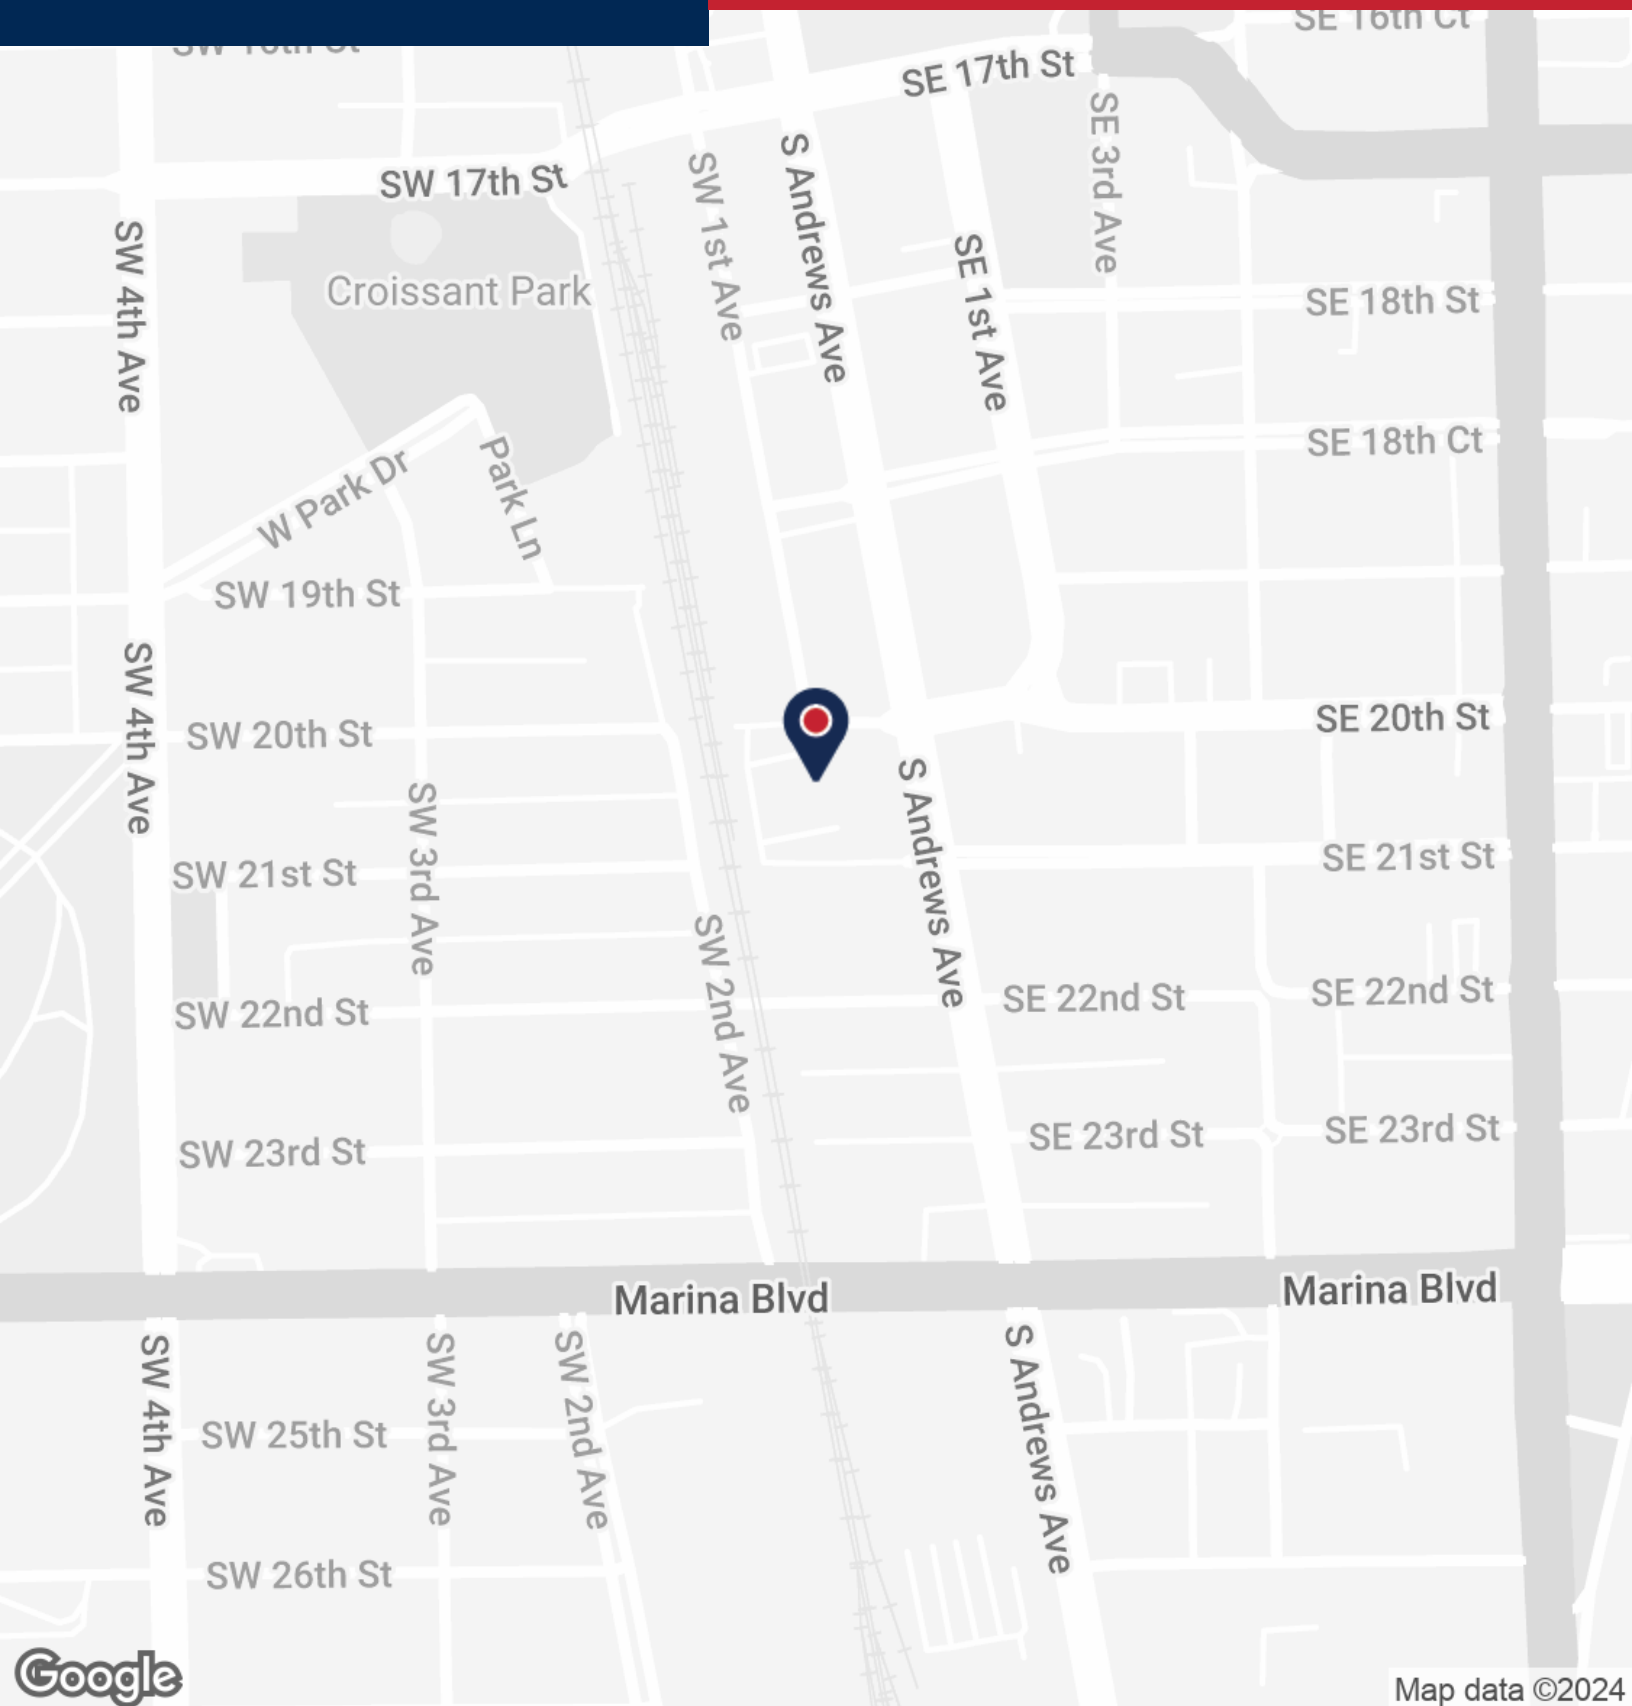 SE 16th Ct
SW 16th St
SE 17th St
SW 17th St
SE 3rd Ave
S Andrews Ave
SW 1st Ave
SW 4th Ave
SE 1st Ave
Croissant Park
SE 18th St
SE 18th Ct
W Park Dr
Park Ln
SW 19th St
SW 4th Ave
SW 20th St
SE 20th St
S Andrews Ave
SW 3rd Ave
SW 21st St
SE 21st St
SW 2nd Ave
SW 22nd St
SE 22nd St
SE 22nd St
SW 23rd St
SE 23rd St
SE 23rd St
Marina Blvd
Marina Blvd
SW 4th Ave
SW 3rd Ave
SW 2nd Ave
S Andrews Ave
SW 25th St
SW 26th St
Google
Map data ©2024